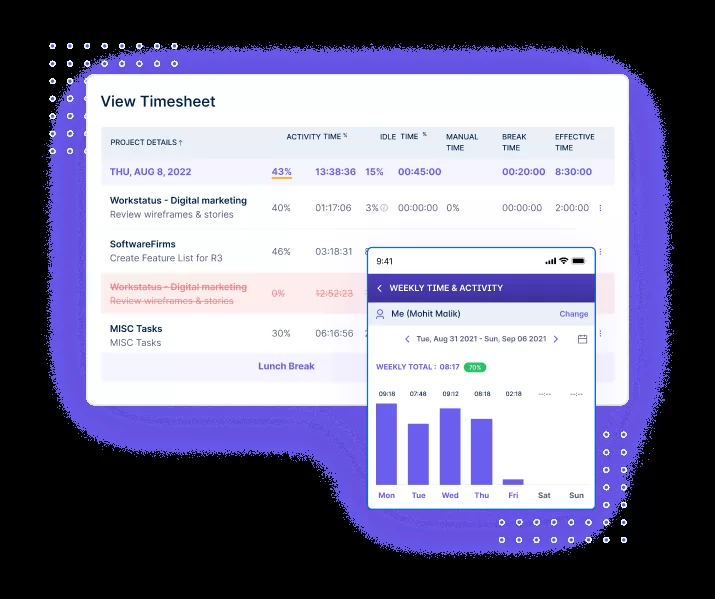 View Timesheet
PROJECT DETAILS↑ ACTIVITY TIME % IDLE TIME % MANUAL TIME BREAK TIME EFFECTIVE TIME
THU, AUG 8, 2022 43% 13:38:36 15% 00:45:00 00:20:00 8:30:00
Workstatus - Digital marketing
Review wireframes & stories
40% 01:17:06 3% 00:00:00 0% 00:00:00 2:00:00
SoftwareFirms
Create Feature List for R3
46% 03:18:31
Workstatus - Digital marketing
Review wireframes & stories
0% 12:52:23
MISC Tasks
MISC Tasks
30% 06:16:56
Lunch Break
9:41
WEEKLY TIME & ACTIVITY
Me (Mohit Malik) Change
Tue, Aug 31 2021 - Sun, Sep 06 2021
WEEKLY TOTAL : 08:17 70%
09:18 07:48 09:12 08:18 02:18 --:-- --:--
Mon Tue Wed Thu Fri Sat Sun